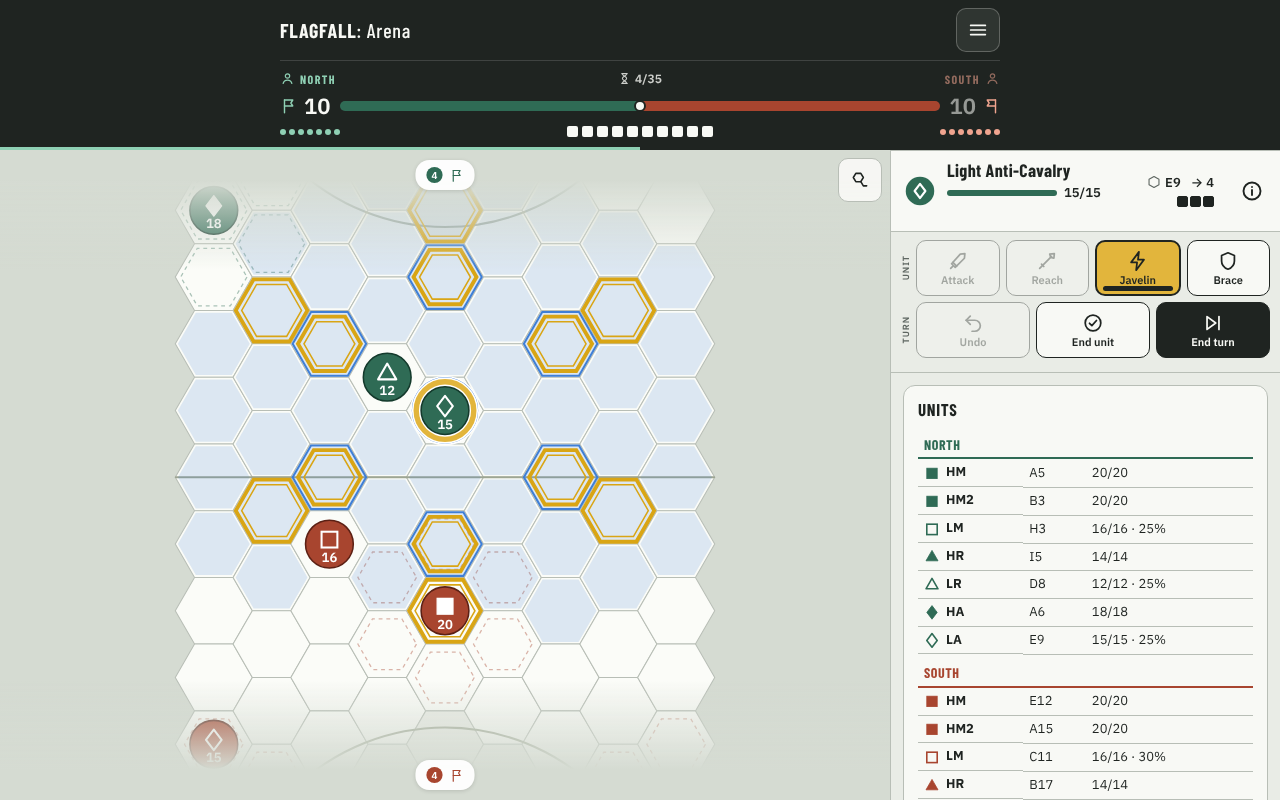 FLAGFALL: Arena
NORTH
4/35
SOUTH
10
10
4
18
12
15
16
20
15
4
Light Anti-Cavalry
15/15
E9 → 4
UNIT
Attack
Reach
Javelin
Brace
TURN
Undo
End unit
End turn
UNITS
NORTH
HM A5 20/20
HM2 B3 20/20
LM H3 16/16 · 25%
HR I5 14/14
LR D8 12/12 · 25%
HA A6 18/18
LA E9 15/15 · 25%
SOUTH
HM E12 20/20
HM2 A15 20/20
LM C11 16/16 · 30%
HR B17 14/14